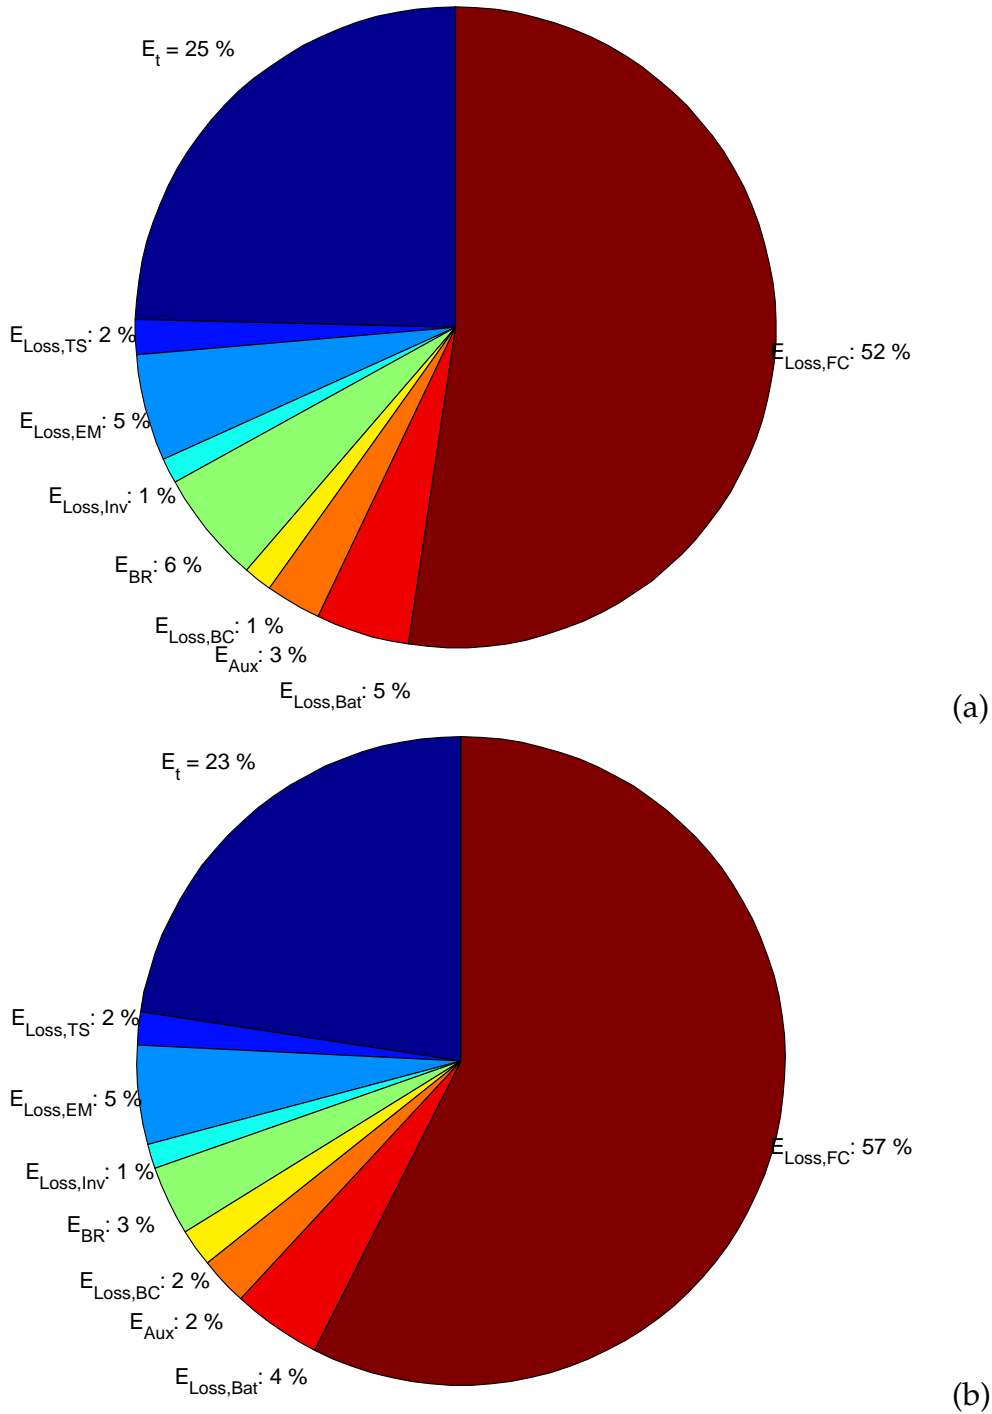 E_t = 25 %
E_Loss,TS: 2 %
E_Loss,FC: 52 %
E_Loss,EM: 5 %
E_Loss,Inv: 1 %
E_BR: 6 %
E_Loss,BC: 1 %
E_Aux: 3 %
E_Loss,Bat: 5 %
(a)
E_t = 23 %
E_Loss,TS: 2 %
E_Loss,EM: 5 %
E_Loss,FC: 57 %
E_Loss,Inv: 1 %
E_BR: 3 %
E_Loss,BC: 2 %
E_Aux: 2 %
E_Loss,Bat: 4 %
(b)